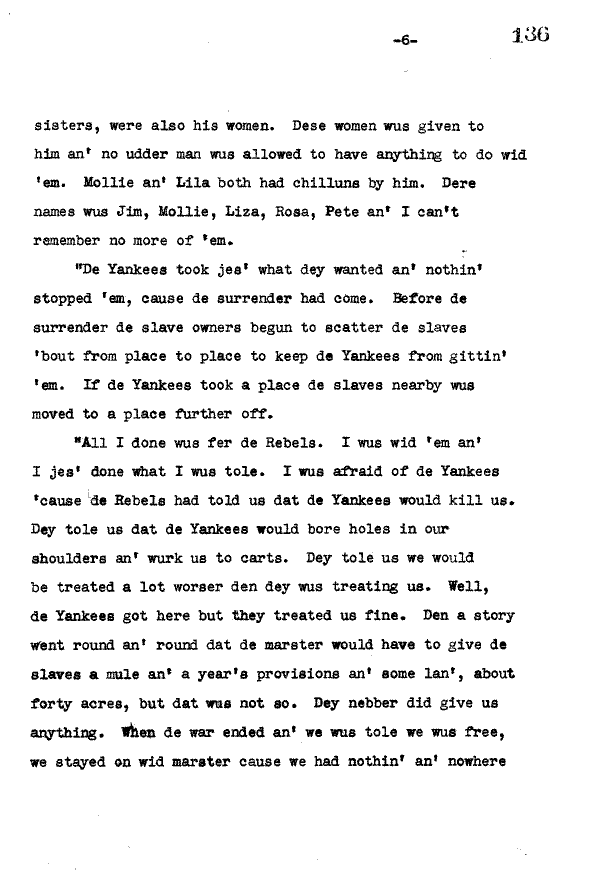 -6- 136
sisters, were also his women. Dese women wus given to
him an' no udder man wus allowed to have anything to do wid
'em. Mollie an' Lila both had chilluns by him. Dere
names wus Jim, Mollie, Liza, Rosa, Pete an' I can't
remember no more of 'em.
"De Yankees took jes' what dey wanted an' nothin'
stopped 'em, cause de surrender had come. Before de
surrender de slave owners begun to scatter de slaves
'bout from place to place to keep de Yankees from gittin'
'em. If de Yankees took a place de slaves nearby wus
moved to a place further off.
"All I done wus fer de Rebels. I wus wid 'em an'
I jes' done what I wus tole. I wus afraid of de Yankees
'cause de Rebels had told us dat de Yankees would kill us.
Dey tole us dat de Yankees would bore holes in our
shoulders an' wurk us to carts. Dey tole us we would
be treated a lot worser den dey wus treating us. Well,
de Yankees got here but they treated us fine. Den a story
went round an' round dat de marster would have to give de
slaves a mule an' a year's provisions an' some lan', about
forty acres, but dat was not so. Dey nebber did give us
anything. When de war ended an' we wus tole we wus free,
we stayed on wid marster cause we had nothin' an' nowhere